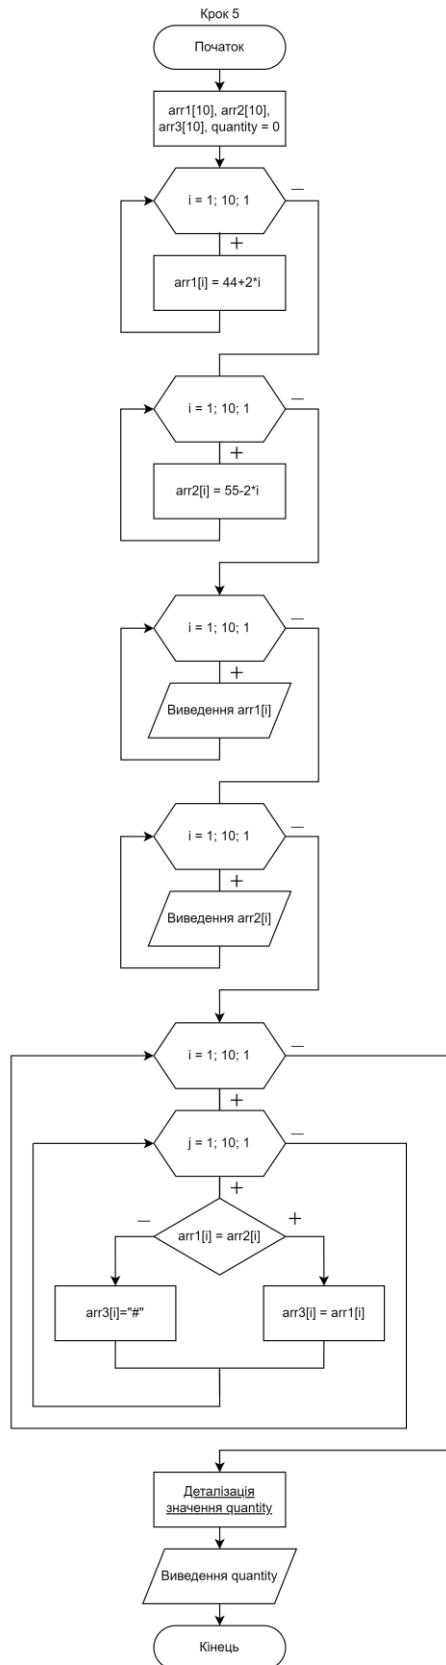 Крок 5
Початок
arr1[10], arr2[10],
arr3[10], quantity = 0
i = 1; 10; 1
—
+
arr1[i] = 44+2*i
i = 1; 10; 1
—
+
arr2[i] = 55-2*i
i = 1; 10; 1
—
+
Виведення arr1[i]
i = 1; 10; 1
—
+
Виведення arr2[i]
i = 1; 10; 1
—
+
j = 1; 10; 1
—
+
arr1[i] = arr2[i]
—
+
arr3[i]="#"
arr3[i] = arr1[i]
Деталізація
значення quantity
Виведення quantity
Кінець